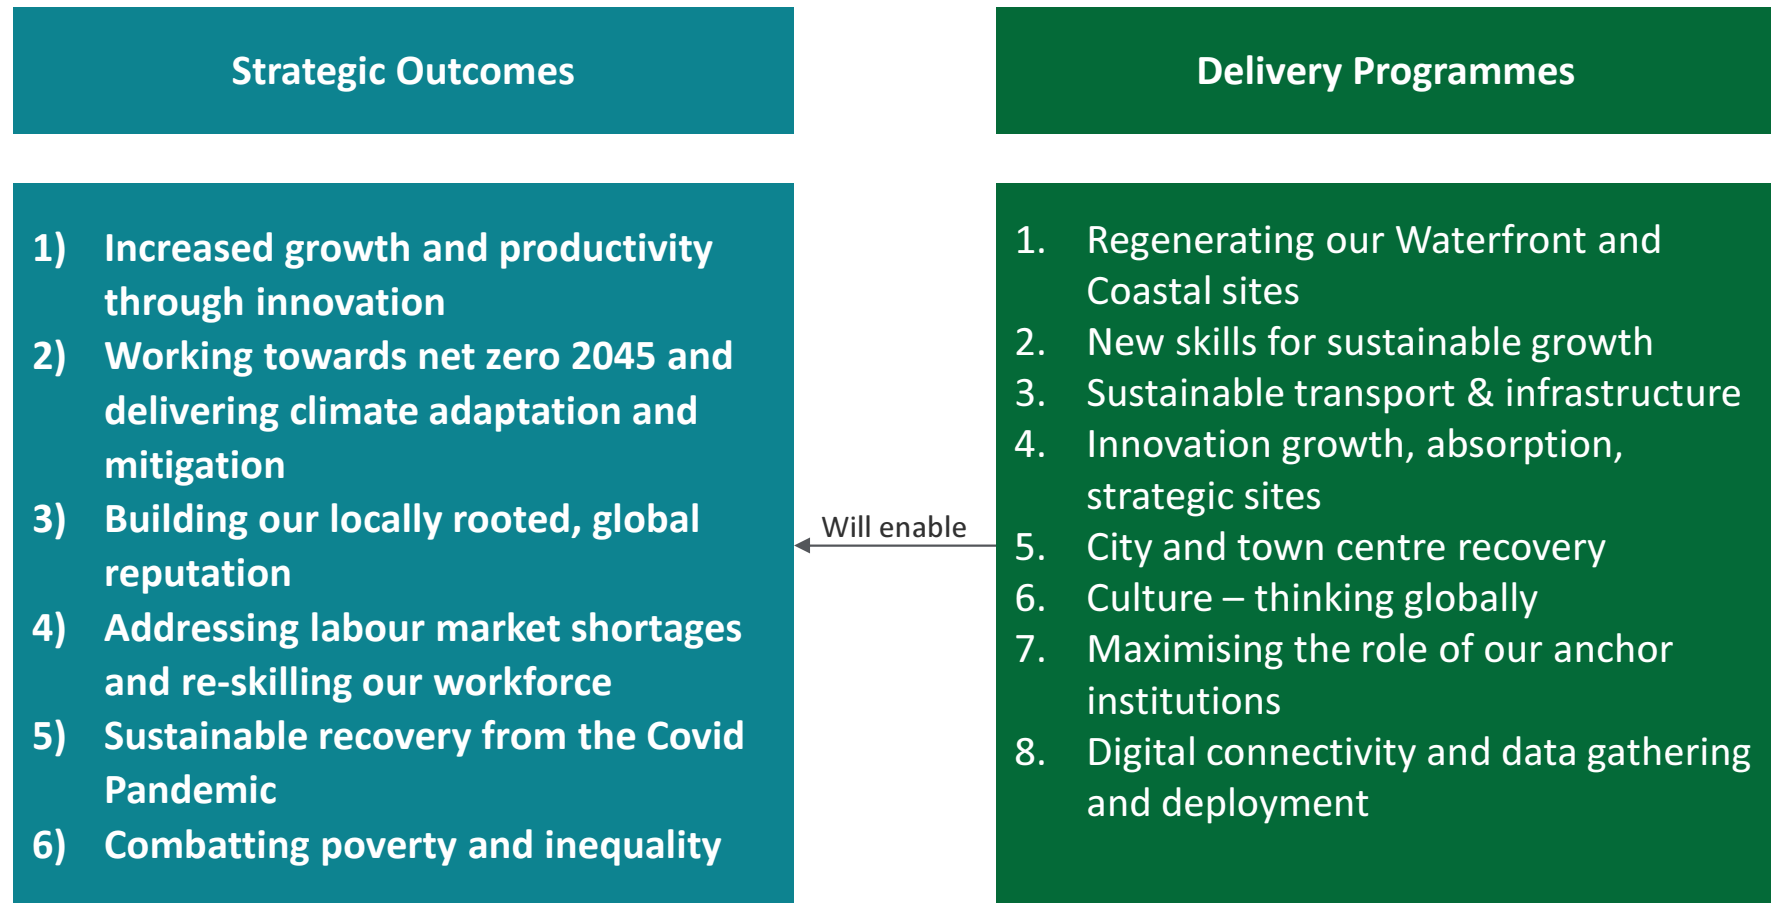 Strategic Outcomes
1) Increased growth and productivity
through innovation
2) Working towards net zero 2045 and
delivering climate adaptation and
mitigation
3) Building our locally rooted, global
reputation
4) Addressing labour market shortages
and re-skilling our workforce
5) Sustainable recovery from the Covid
Pandemic
6) Combatting poverty and inequality
Will enable
Delivery Programmes
1. Regenerating our Waterfront and
Coastal sites
2. New skills for sustainable growth
3. Sustainable transport & infrastructure
4. Innovation growth, absorption,
strategic sites
5. City and town centre recovery
6. Culture – thinking globally
7. Maximising the role of our anchor
institutions
8. Digital connectivity and data gathering
and deployment